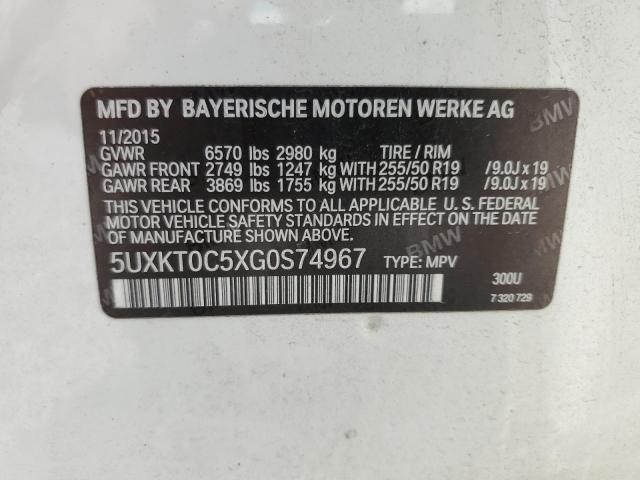 MFD BY BAYERISCHE MOTOREN WERKE AG
11/2015
GVWR 6570 lbs 2980 kg TIRE / RIM
GAWR FRONT 2749 lbs 1247 kg WITH 255/50 R19 /9.0J x 19
GAWR REAR 3869 lbs 1755 kg WITH 255/50 R19 /9.0J x 19
THIS VEHICLE CONFORMS TO ALL APPLICABLE U. S. FEDERAL
MOTOR VEHICLE SAFETY STANDARDS IN EFFECT ON THE DATE
OF MANUFACTURE SHOWN ABOVE.
5UXKT0C5XG0S74967 TYPE: MPV
300U
7 320 729
BMW
BMW
BMW